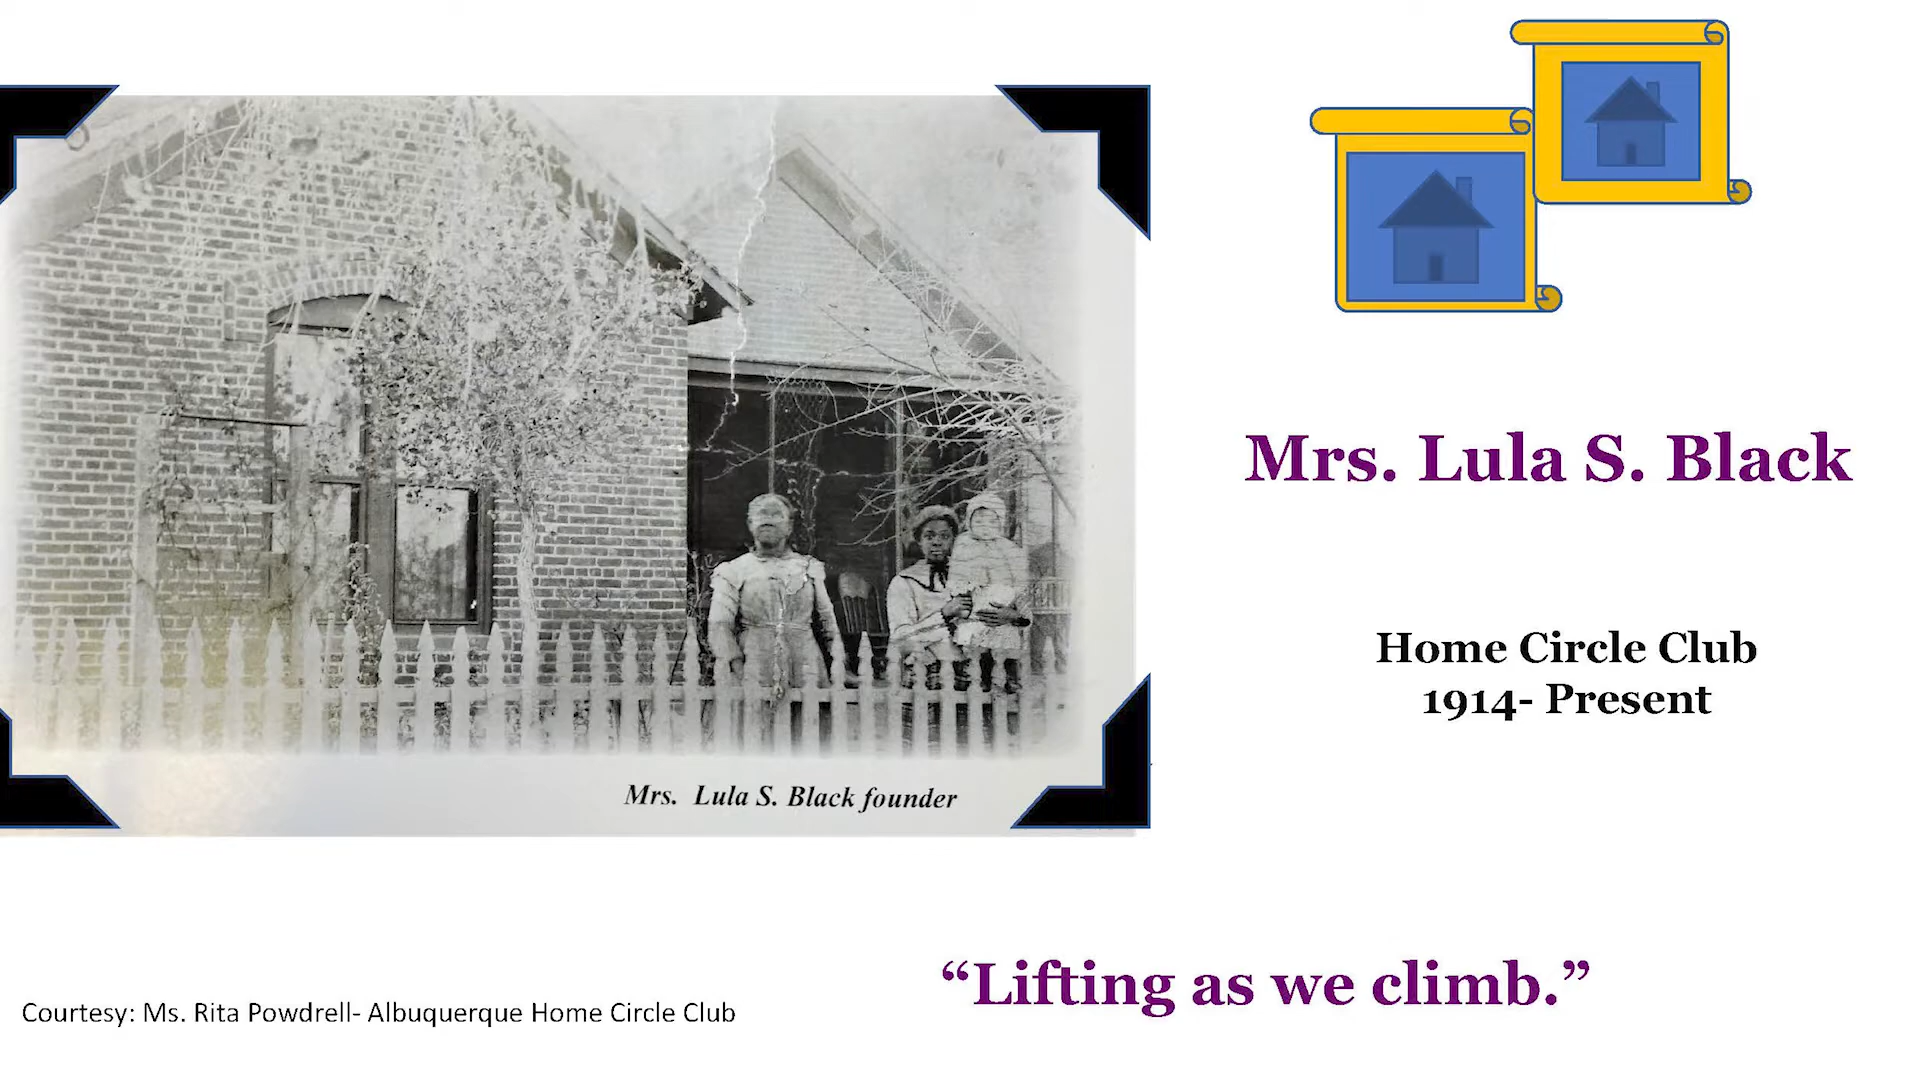 Mrs. Lula S. Black
Home Circle Club
1914- Present
Mrs. Lula S. Black founder
“Lifting as we climb.”
Courtesy: Ms. Rita Powdrell- Albuquerque Home Circle Club